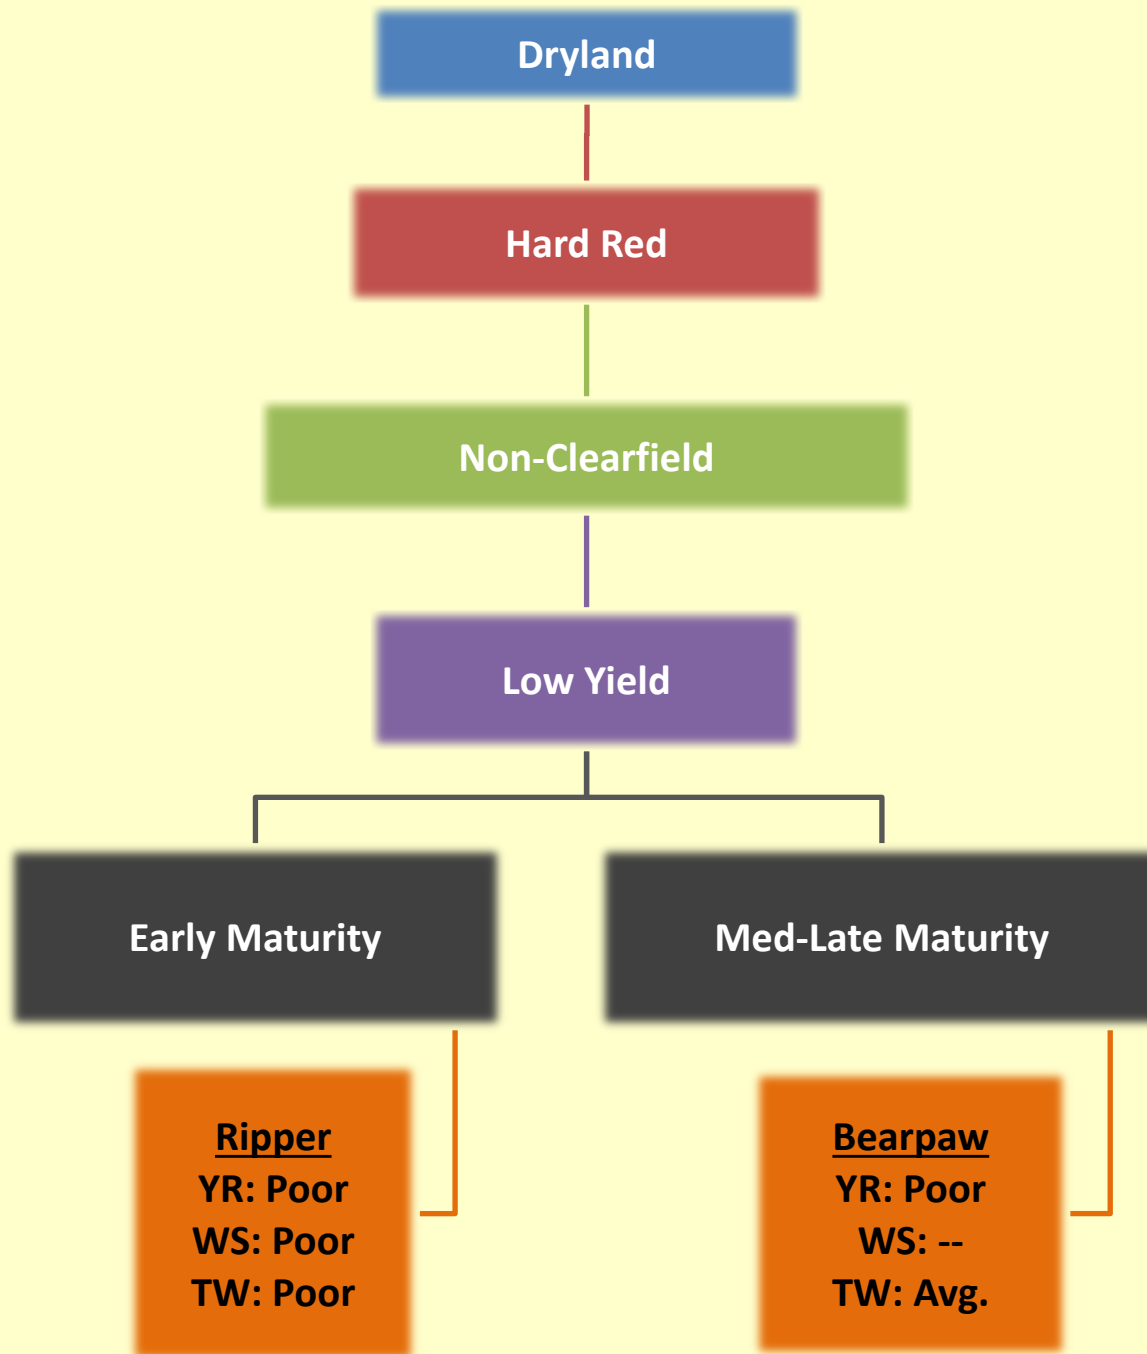 Dryland
Hard Red
Non-Clearfield
Low Yield
Early Maturity
Med-Late Maturity
Ripper
YR: Poor
WS: Poor
TW: Poor
Bearpaw
YR: Poor
WS: --
TW: Avg.